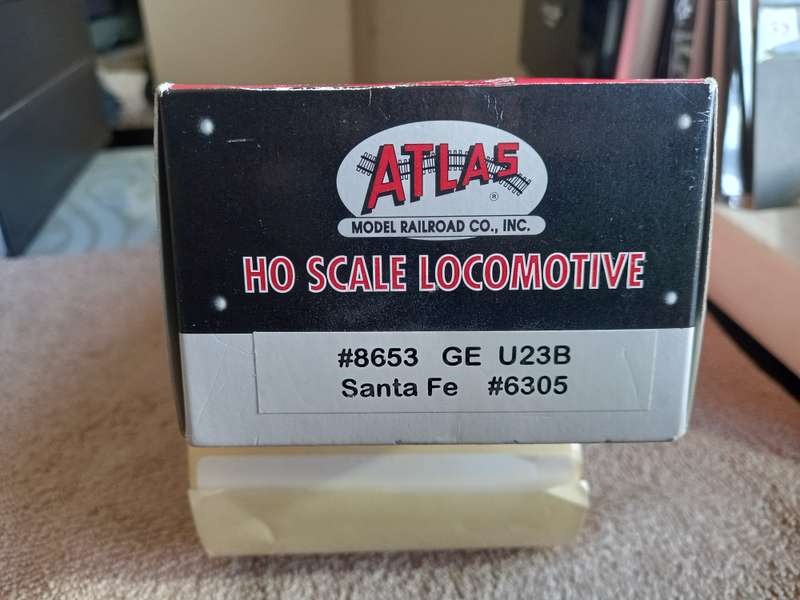 ATLAS ®
MODEL RAILROAD CO., INC.
HO SCALE LOCOMOTIVE
#8653 GE U23B
Santa Fe #6305